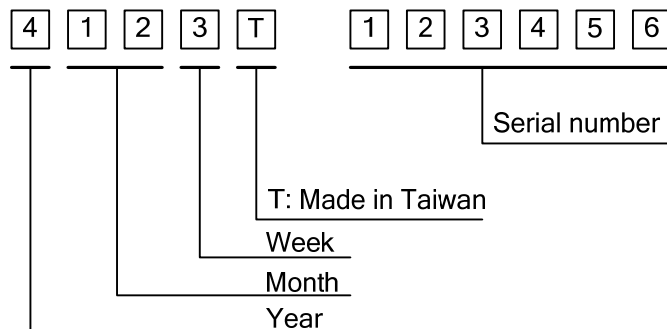 4 1 2 3 T 1 2 3 4 5 6
Serial number
T: Made in Taiwan
Week
Month
Year